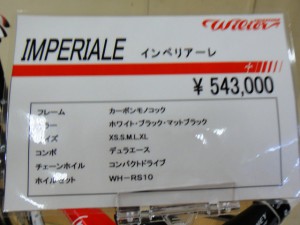 Wilier
IMPERIALE インペリアーレ
¥ 543,000
フレーム カーボンモノコック
ラー ホワイト・ブラック・マットブラック
イズ XS,S,M,L,XL
コンポ デュラエース
チェーンホイル コンパクトドライブ
ホイルセット WH-RS10